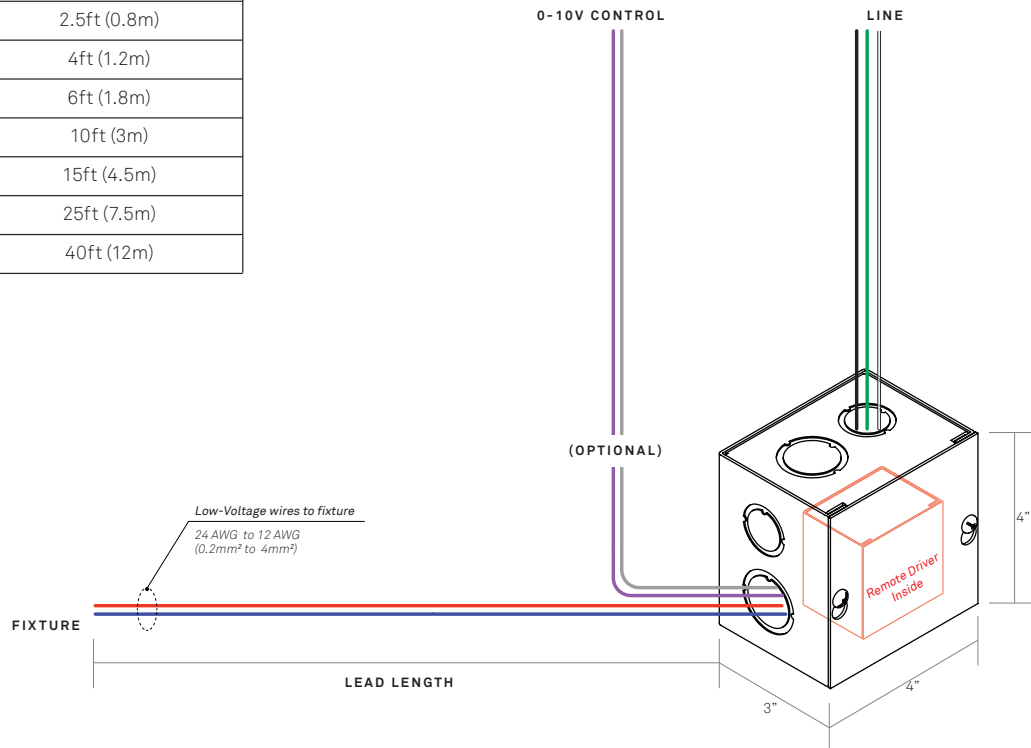 2.5ft (0.8m)
4ft (1.2m)
6ft (1.8m)
10ft (3m)
15ft (4.5m)
25ft (7.5m)
40ft (12m)
0-10V CONTROL
LINE
(OPTIONAL)
Low-Voltage wires to fixture
24 AWG to 12 AWG
(0.2mm² to 4mm²)
FIXTURE
LEAD LENGTH
Remote Driver
Inside
4”
4”
3”